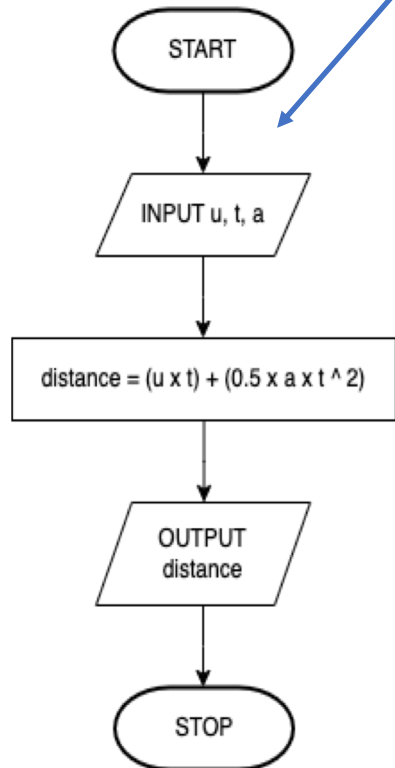 START
INPUT u, t, a
distance = (u x t) + (0.5 x a x t ^ 2)
OUTPUT
distance
STOP